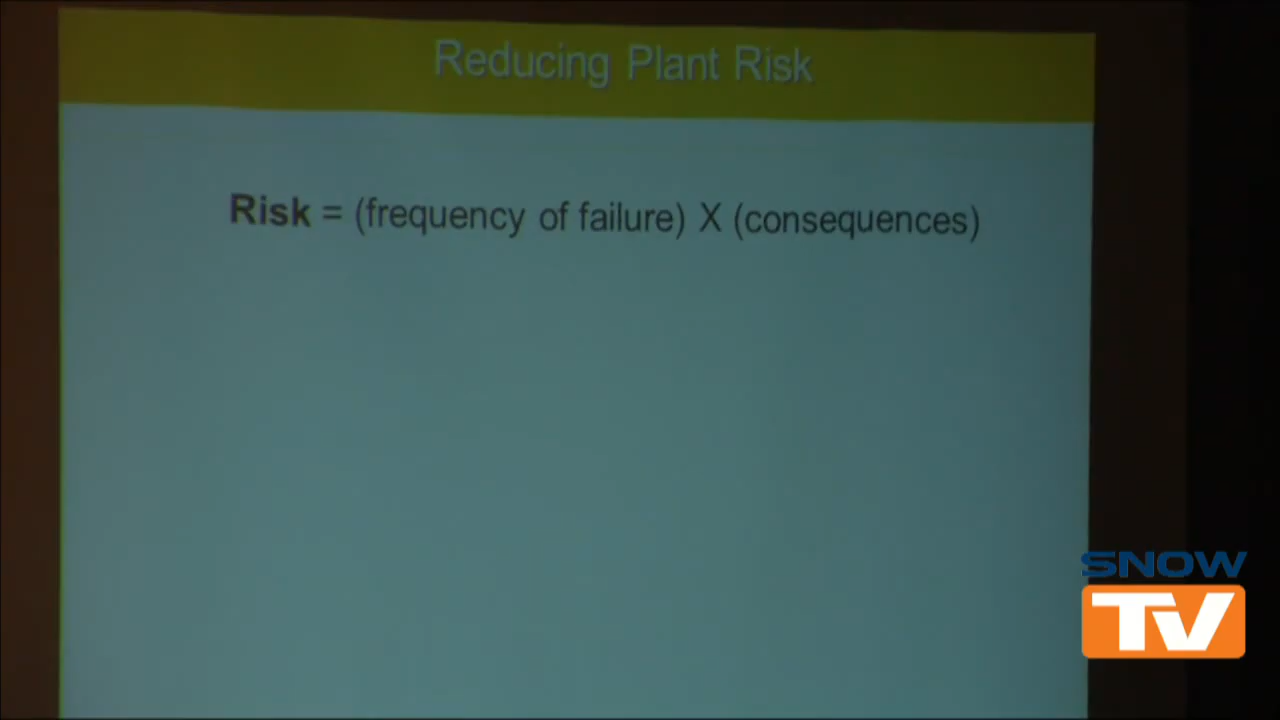 Reducing Plant Risk
Risk = (frequency of failure) X (consequences)
SNOW
TV